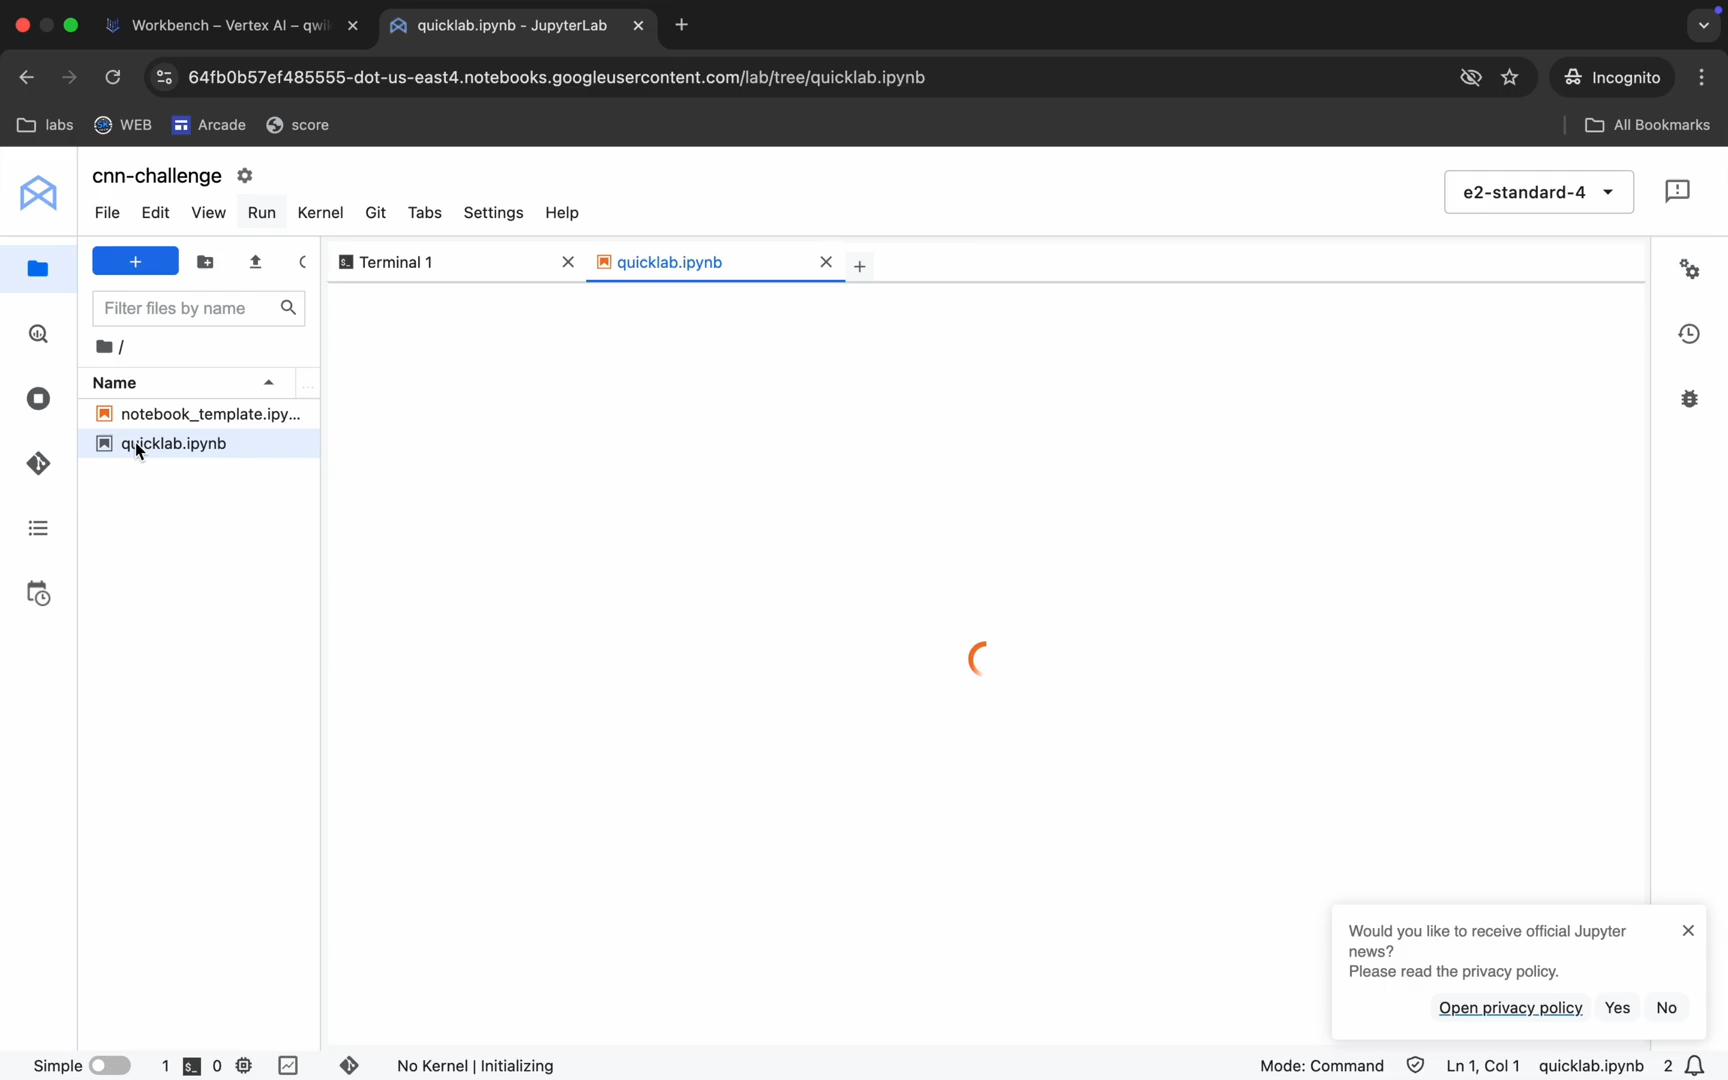 Workbench – Vertex AI – qwi
quicklab.ipynb - JupyterLab
64fb0b57ef485555-dot-us-east4.notebooks.googleusercontent.com/lab/tree/quicklab.ipynb
Incognito
labs
WEB
Arcade
score
All Bookmarks
cnn-challenge
e2-standard-4
File Edit View Run Kernel Git Tabs Settings Help
Terminal 1
quicklab.ipynb
Filter files by name
/
Name
notebook_template.ipy...
quicklab.ipynb
Would you like to receive official Jupyter
news?
Please read the privacy policy.
Open privacy policy Yes No
Simple 1 0 No Kernel | Initializing Mode: Command Ln 1, Col 1 quicklab.ipynb 2